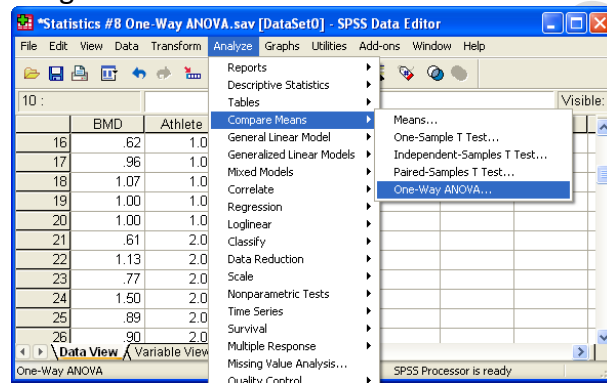 *Statistics #8 One-Way ANOVA.sav [DataSet0] - SPSS Data Editor
File Edit View Data Transform Analyze Graphs Utilities Add-ons Window Help
10 :
Visible:
BMD Athlete
16 .62 1.0
17 .96 1.0
18 1.07 1.0
19 1.00 1.0
20 1.00 1.0
21 .61 2.0
22 1.13 2.0
23 .77 2.0
24 1.50 2.0
25 .89 2.0
26 .90 2.0
Reports
Descriptive Statistics
Tables
Compare Means
General Linear Model
Generalized Linear Models
Mixed Models
Correlate
Regression
Loglinear
Classify
Data Reduction
Scale
Nonparametric Tests
Time Series
Survival
Multiple Response
Missing Value Analysis...
Quality Control
Means...
One-Sample T Test...
Independent-Samples T Test...
Paired-Samples T Test...
One-Way ANOVA...
Data View Variable View
One-Way ANOVA
SPSS Processor is ready